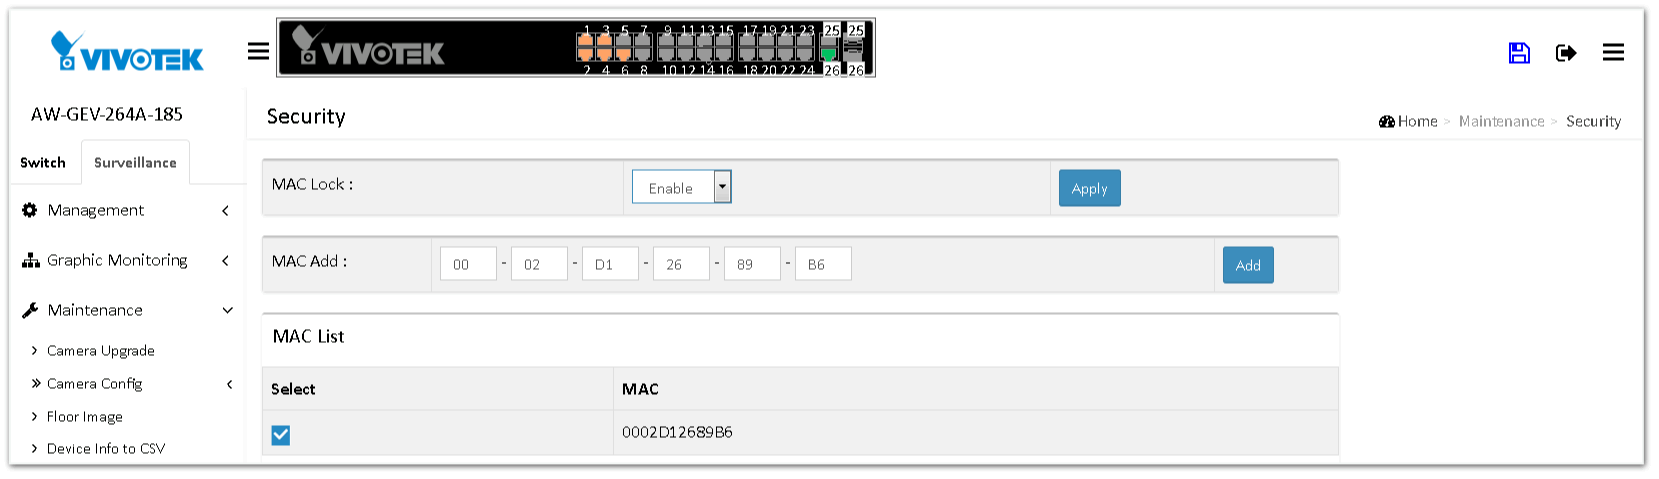 VIVOTEK
VIVOTEK
1 3 5 7 9 11 13 15 17 19 21 23 25 25
2 4 6 8 10 12 14 16 18 20 22 24 26 26
AW-GEV-264A-185
Security
Home > Maintenance > Security
Switch
Surveillance
MAC Lock :
Enable
Apply
Management
Graphic Monitoring
MAC Add :
00 - 02 - D1 - 26 - 89 - B6
Add
Maintenance
MAC List
Camera Upgrade
Camera Config
Select
MAC
Floor Image
0002D12689B6
Device Info to CSV